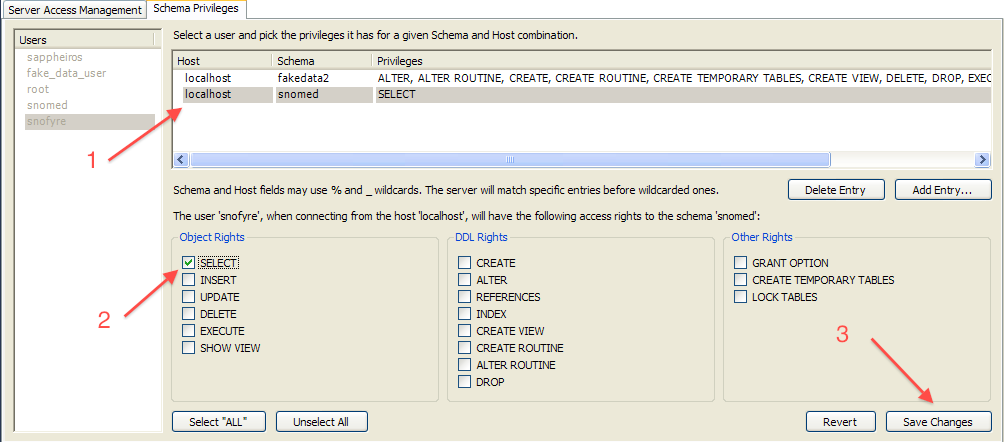 Server Access Management Schema Privileges
Users
sappheiros
fake_data_user
root
snomed
snofyre
Select a user and pick the privileges it has for a given Schema and Host combination.
Host Schema Privileges
localhost fakedata2 ALTER, ALTER ROUTINE, CREATE, CREATE ROUTINE, CREATE TEMPORARY TABLES, CREATE VIEW, DELETE, DROP, EXEC
localhost snomed SELECT
1
Schema and Host fields may use % and _ wildcards. The server will match specific entries before wildcarded ones.
Delete Entry Add Entry...
The user 'snofyre', when connecting from the host 'localhost', will have the following access rights to the schema 'snomed':
Object Rights
SELECT
INSERT
UPDATE
DELETE
EXECUTE
SHOW VIEW
2
DDL Rights
CREATE
ALTER
REFERENCES
INDEX
CREATE VIEW
CREATE ROUTINE
ALTER ROUTINE
DROP
Other Rights
GRANT OPTION
CREATE TEMPORARY TABLES
LOCK TABLES
3
Select "ALL" Unselect All Revert Save Changes